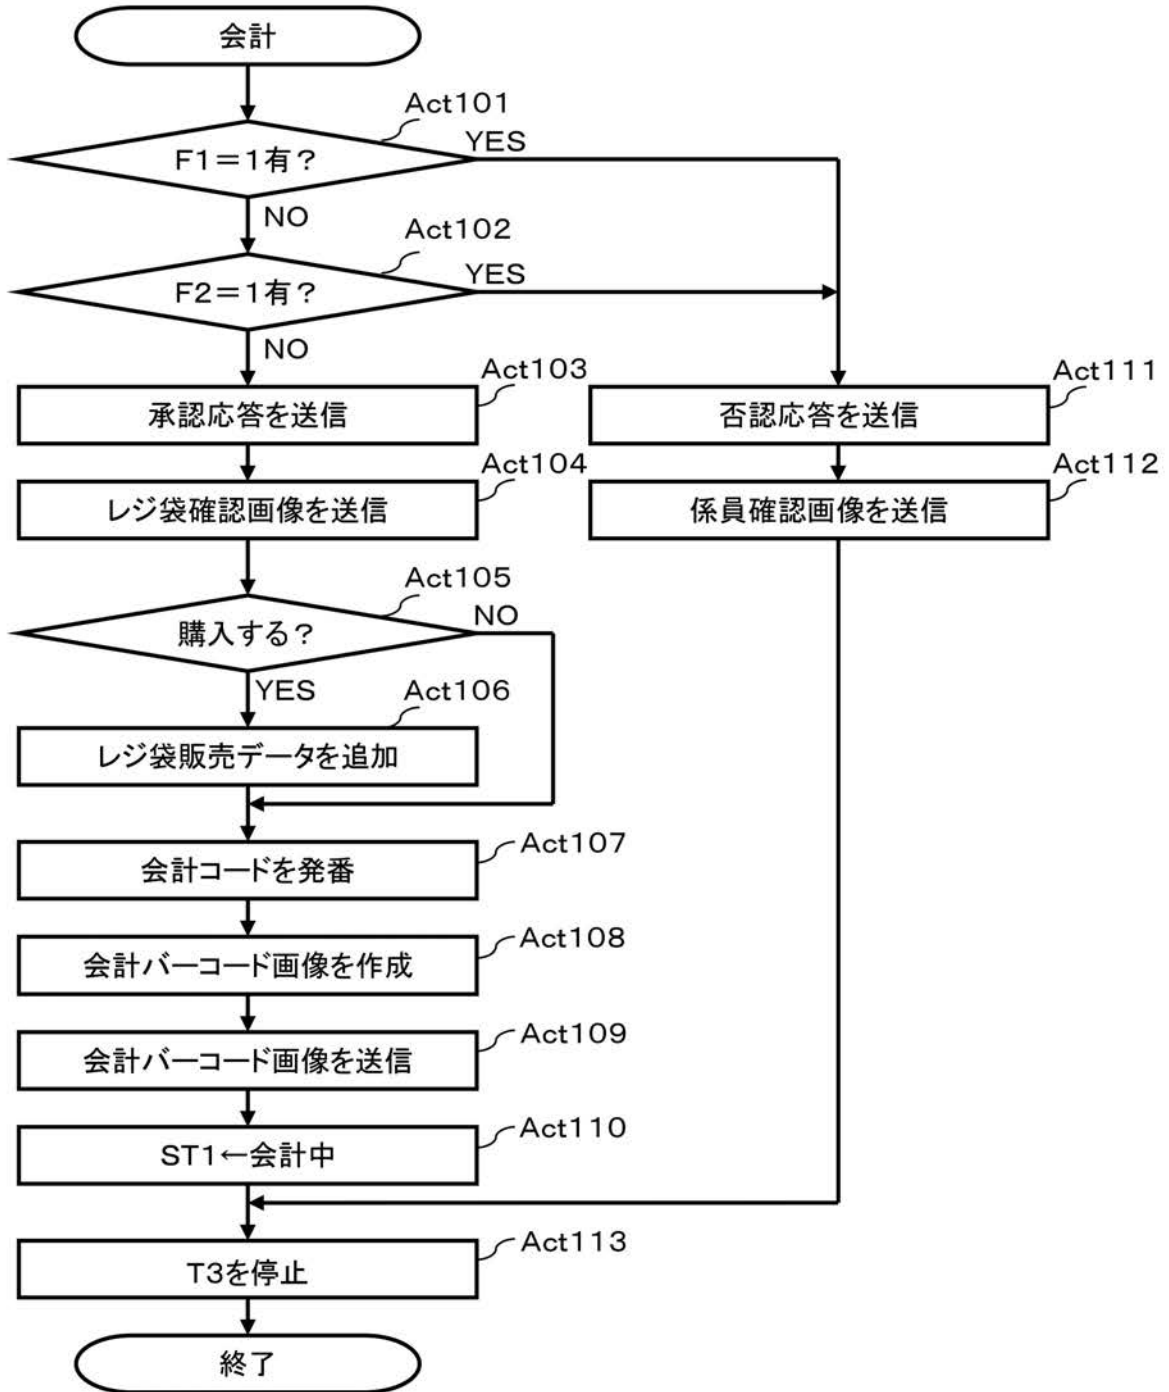 会計
Act101
F1=1有?
YES
NO
Act102
F2=1有?
YES
NO
Act103
承認応答を送信
Act111
否認応答を送信
Act104
レジ袋確認画像を送信
Act112
係員確認画像を送信
Act105
購入する?
NO
YES
Act106
レジ袋販売データを追加
Act107
会計コードを発番
Act108
会計バーコード画像を作成
Act109
会計バーコード画像を送信
Act110
ST1←会計中
Act113
T3を停止
終了